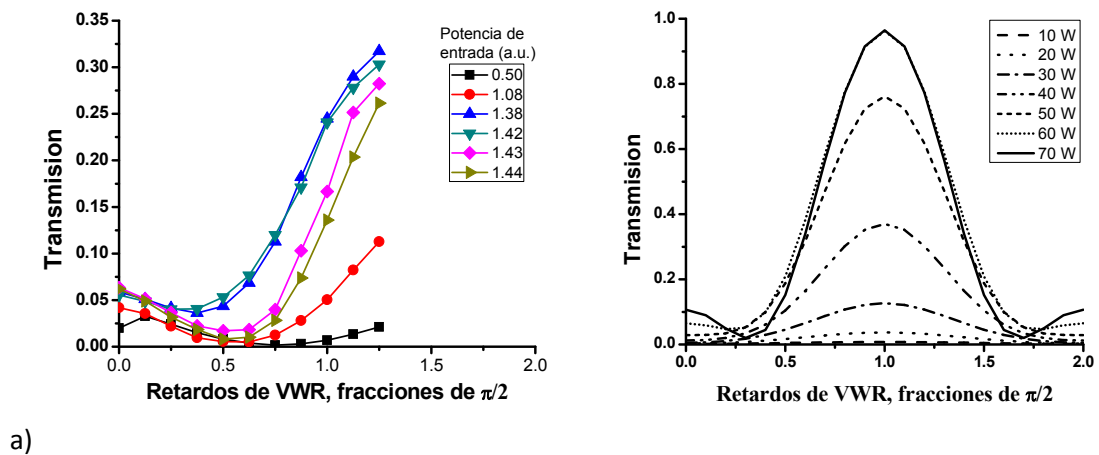 Transmision
0.35
0.30
0.25
0.20
0.15
0.10
0.05
0.00
0.0 0.5 1.0 1.5 2.0
Retardos de VWR, fracciones de π/2
Potencia de
entrada (a.u.)
0.50
1.08
1.38
1.42
1.43
1.44
Transmision
1.0
0.8
0.6
0.4
0.2
0.0
0.0 0.5 1.0 1.5 2.0
Retardos de VWR, fracciones de π/2
10 W
20 W
30 W
40 W
50 W
60 W
70 W
a)